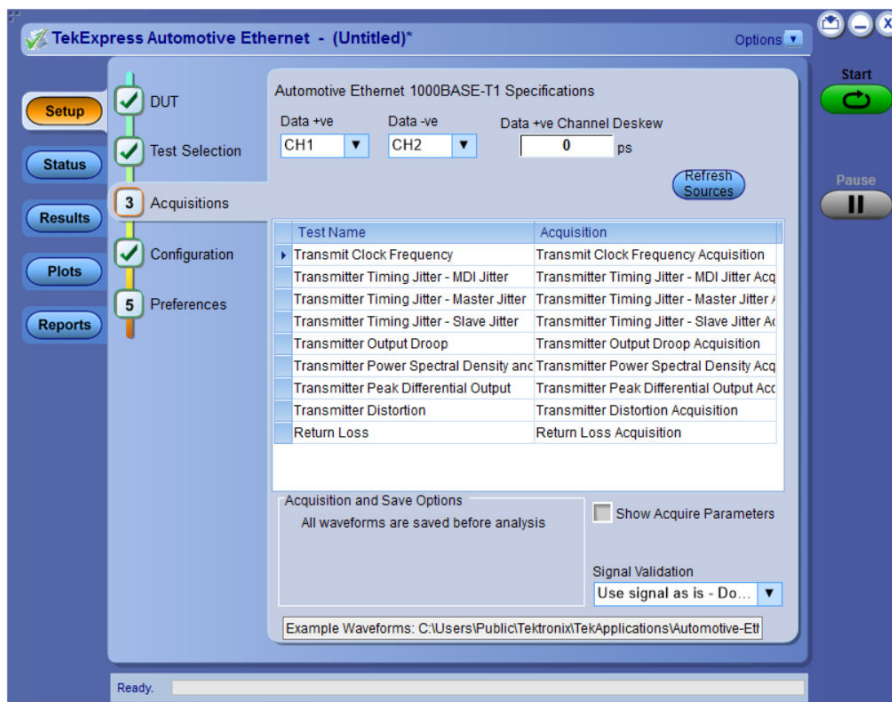 TekExpress Automotive Ethernet - (Untitled)*
Options
Start
Pause
Setup
Status
Results
Plots
Reports
DUT
Test Selection
3 Acquisitions
Configuration
5 Preferences
Automotive Ethernet 1000BASE-T1 Specifications
Data +ve Data -ve Data +ve Channel Deskew
CH1 CH2 0 ps
Refresh
Sources
Test Name Acquisition
Transmit Clock Frequency Transmit Clock Frequency Acquisition
Transmitter Timing Jitter - MDI Jitter Transmitter Timing Jitter - MDI Jitter Acq
Transmitter Timing Jitter - Master Jitter Transmitter Timing Jitter - Master Jitter
Transmitter Timing Jitter - Slave Jitter Transmitter Timing Jitter - Slave Jitter Ac
Transmitter Output Droop Transmitter Output Droop Acquisition
Transmitter Power Spectral Density and Transmitter Power Spectral Density Acq
Transmitter Peak Differential Output Transmitter Peak Differential Output Acc
Transmitter Distortion Transmitter Distortion Acquisition
Return Loss Return Loss Acquisition
Acquisition and Save Options
All waveforms are saved before analysis
Show Acquire Parameters
Signal Validation
Use signal as is - Do...
Example Waveforms: C:\Users\Public\Tektronix\TekApplications\Automotive-Etl
Ready.